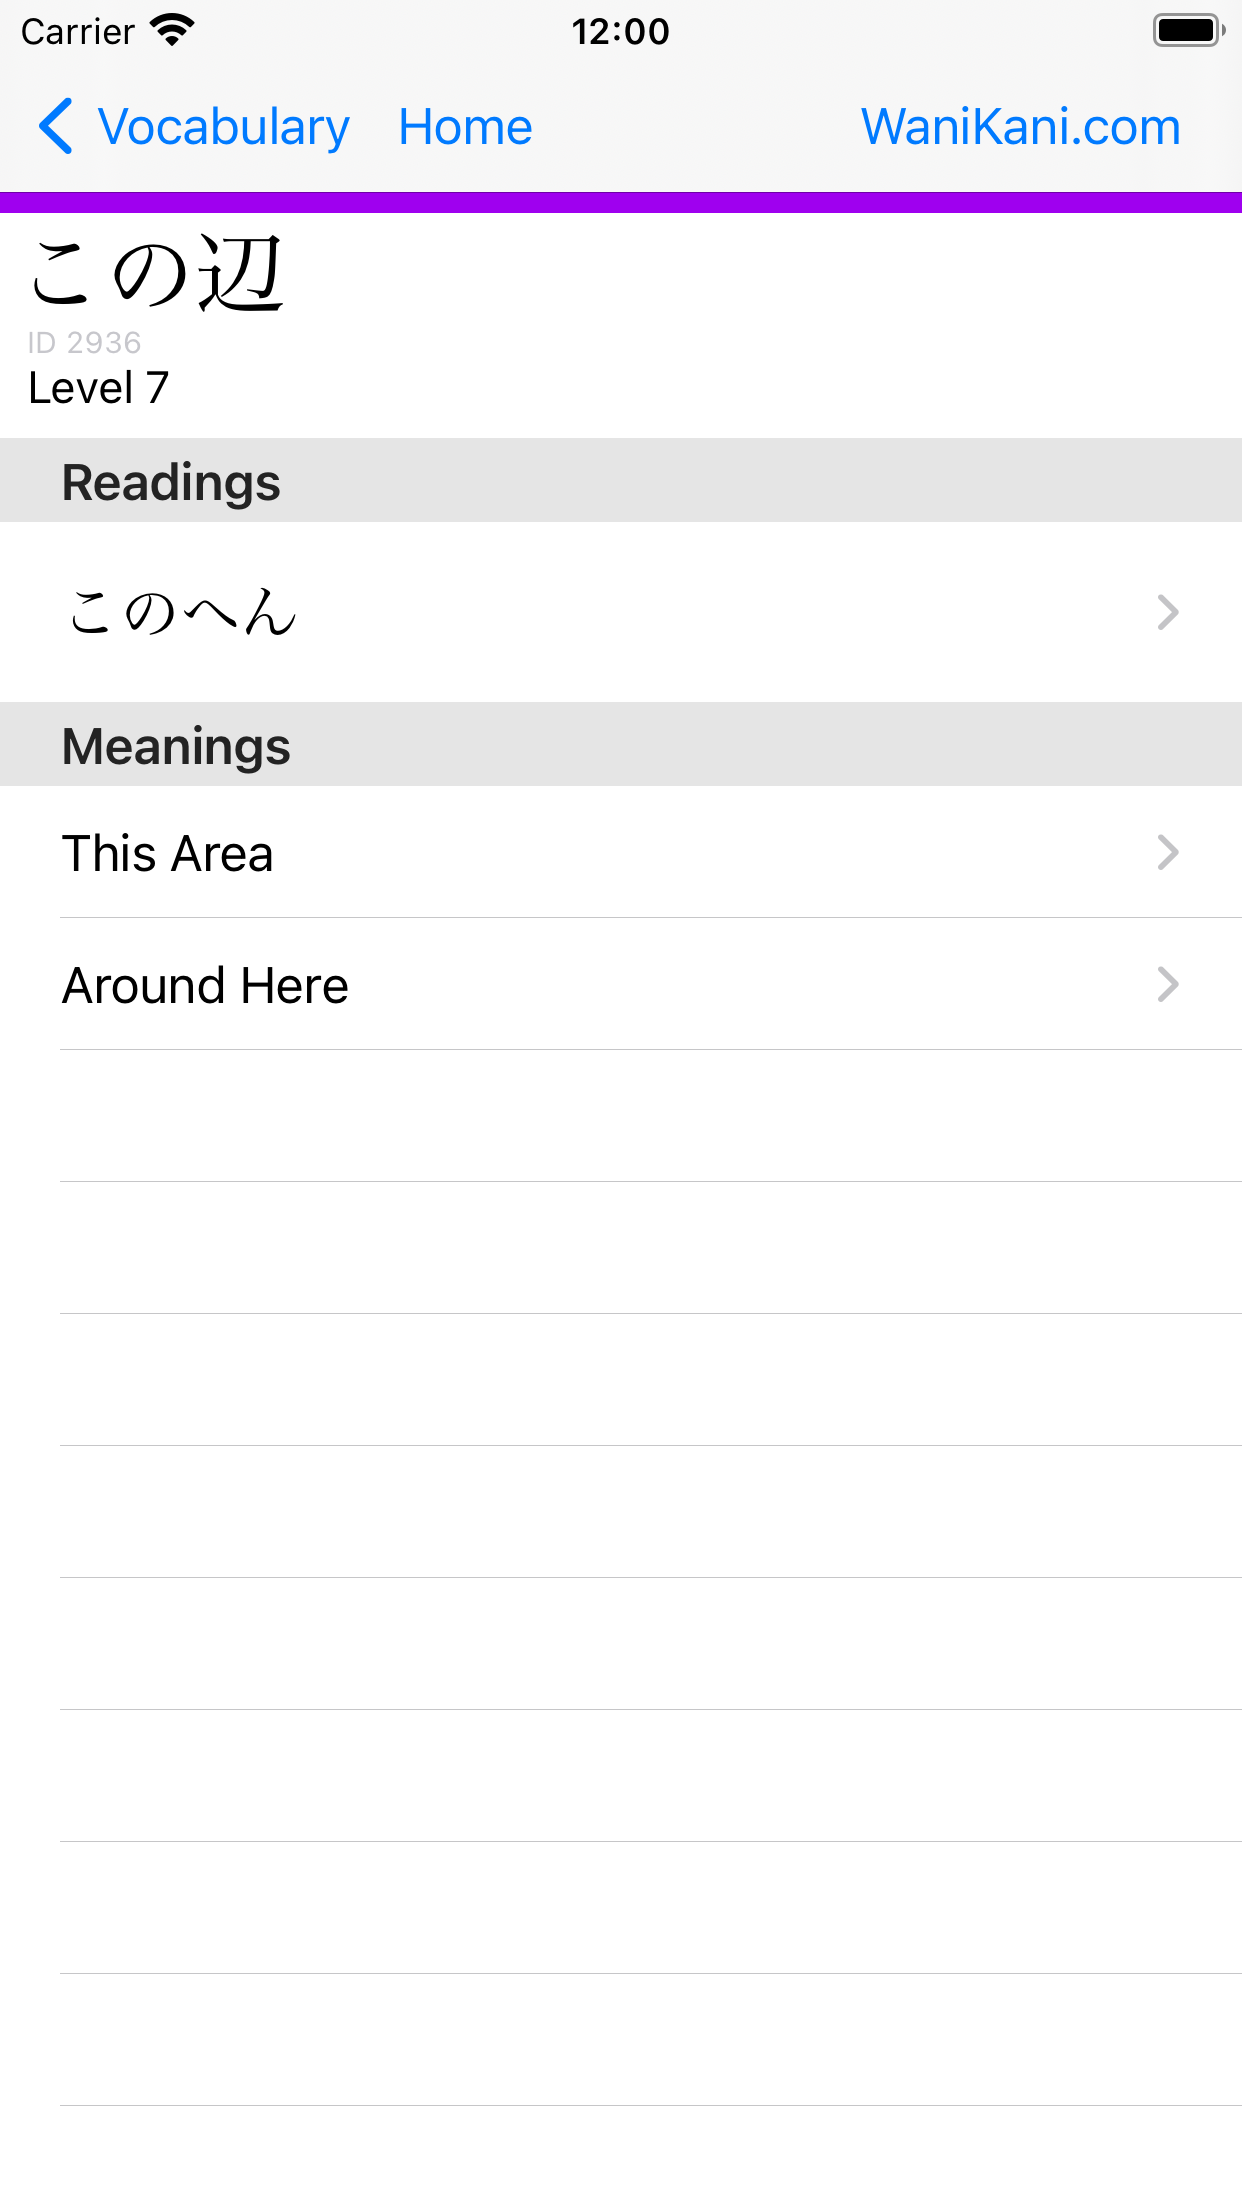 Carrier 12:00
Vocabulary Home WaniKani.com
この辺
ID 2936
Level 7
Readings
このへん
Meanings
This Area
Around Here